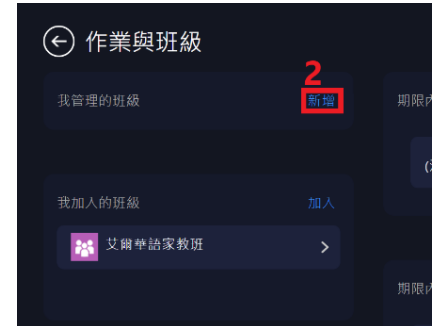 作業與班級
2
我管理的班級
新增
期限內
我加入的班級
加入
艾爾華語家教班
期限內